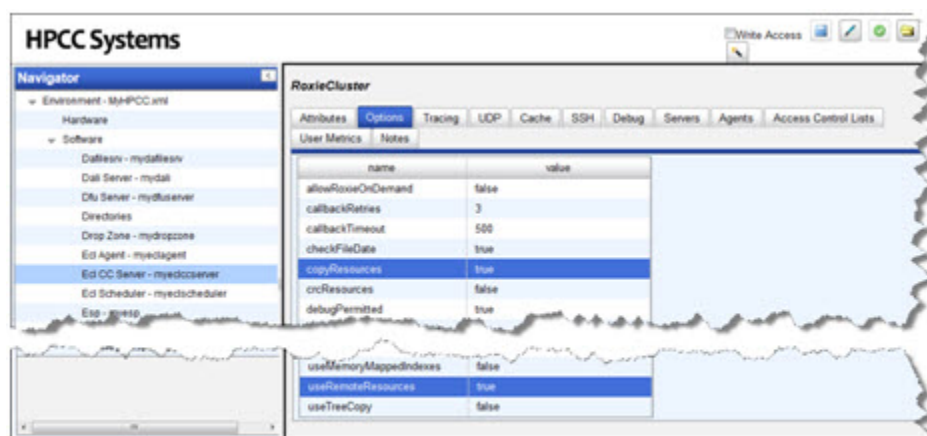 HPCC Systems
Write Access
Navigator
Environment - MyHPCC.xml
Hardware
Software
Dafilesrv - mydafilesrv
Dali Server - mydali
Dfu Server - mydfuserver
Directories
Drop Zone - mydropzone
Ecl Agent - myeclagent
Ecl CC Server - myeclccserver
Ecl Scheduler - myeclscheduler
Esp - myesp
RoxieCluster
Attributes Options Tracing UDP Cache SSH Debug Servers Agents Access Control Lists
User Metrics Notes
name value
allowRoxieOnDemand false
callbackRetries 3
callbackTimeout 500
checkFileDate true
copyResources true
crcResources false
debugPermitted true
useMemoryMappedIndexes false
useRemoteResources true
useTreeCopy false